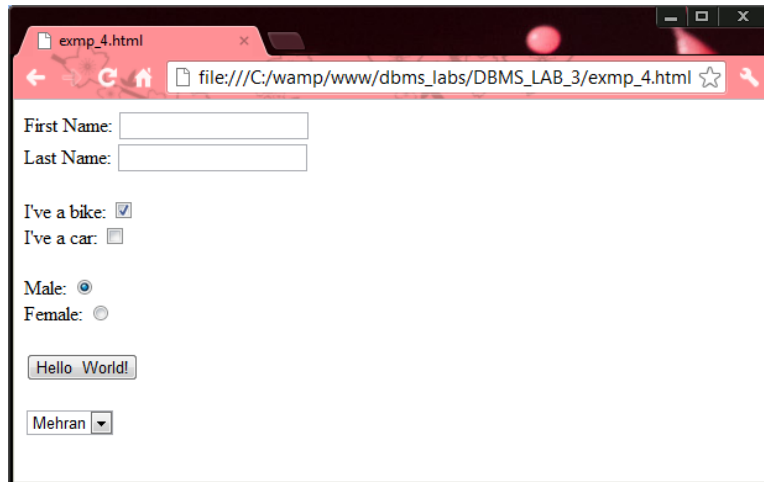 exmp_4.html
file:///C:/wamp/www/dbms_labs/DBMS_LAB_3/exmp_4.html
First Name:
Last Name:
I've a bike:
I've a car:
Male:
Female:
Hello World!
Mehran